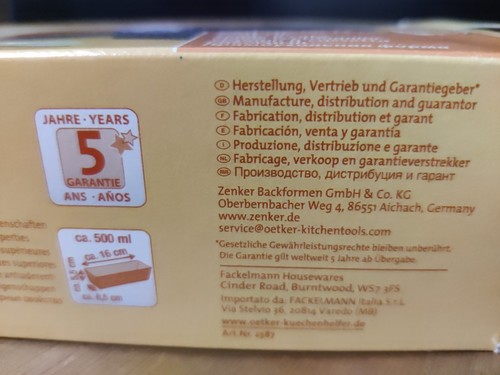 JAHRE · YEARS
5
GARANTIE
ANS · AÑOS
ca. 500 ml
ca. 16 cm
ca. 8,5 cm
D Herstellung, Vertrieb und Garantiegeber*
GB Manufacture, distribution and guarantor
F Fabrication, distribution et garant
E Fabricación, venta y garantía
I Produzione, distribuzione e garante
NL Fabricage, verkoop en garantieverstrekker
Производство, дистрибуция и гарант
Zenker Backformen GmbH & Co. KG
Oberbernbacher Weg 4, 86551 Aichach, Germany
www.zenker.de
service@oetker-kitchentools.com
*Gesetzliche Gewährleistungsrechte bleiben unberührt.
Die Garantie gilt weltweit 5 Jahre ab Übergabe.
Fackelmann Housewares
Cinder Road, Burntwood, WS7 3FS
Importato da: FACKELMANN Italia S.r.l.
Via Stelvio 36, 20814 Varedo (MB)
www.oetker-kuechenhelfer.de
Art. Nr. 2587